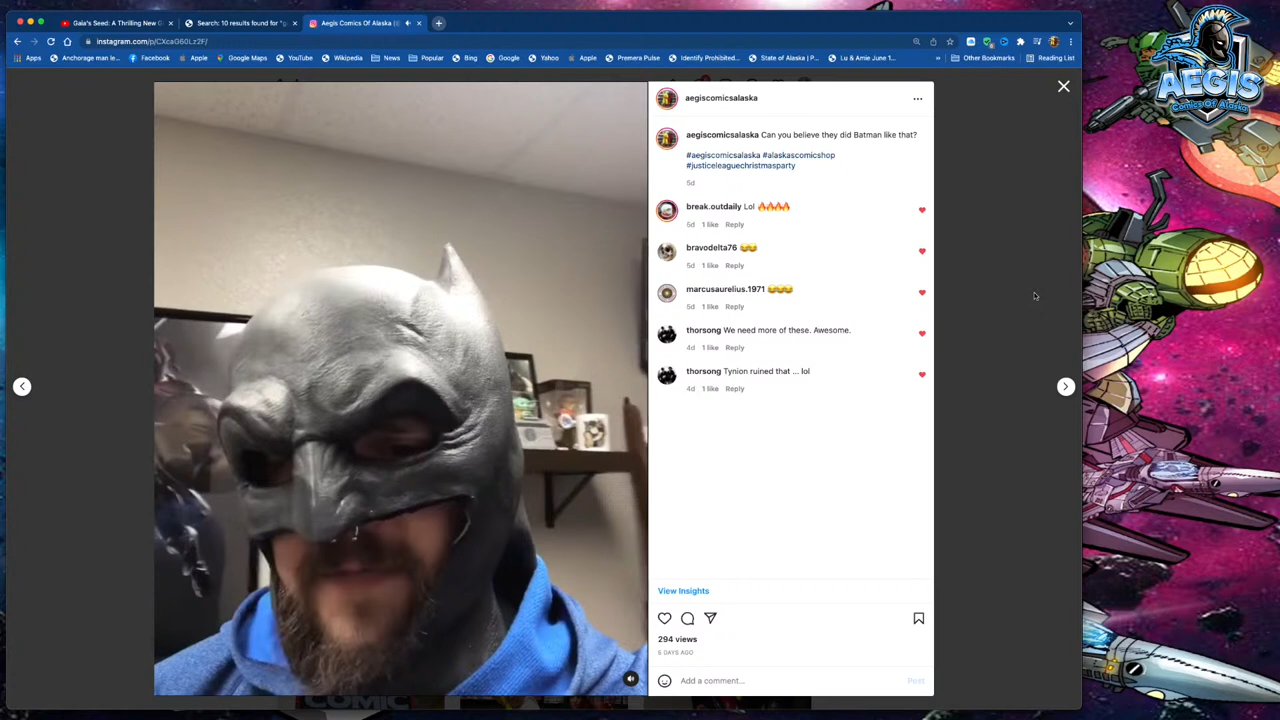 Gaia's Seed: A Thrilling New G
Search: 10 results found for "g
Aegis Comics Of Alaska (@
instagram.com/p/CXcaG60Lz2F/
Apps
Anchorage man le...
Facebook
Apple
Google Maps
YouTube
Wikipedia
News
Popular
Bing
Google
Yahoo
Apple
Premera Pulse
Identify Prohibited...
State of Alaska | P...
Lu & Amie June 1...
»
Other Bookmarks
Reading List
AEGIS
Comics Of Alaska
aegiscomicsalaska
aegiscomicsalaska Can you believe they did Batman like that?
#aegiscomicsalaska #alaskascomicshop
#justiceleaguechristmasparty
5d
break.outdaily Lol 🔥🔥🔥🔥
5d 1 like Reply
bravodelta76 😂😂
5d 1 like Reply
marcusaurelius.1971 😂😂😂
5d 1 like Reply
thorsong We need more of these. Awesome.
4d 1 like Reply
thorsong Tynion ruined that ... lol
4d 1 like Reply
View Insights
294 views
5 DAYS AGO
Add a comment...
Post
COMIC